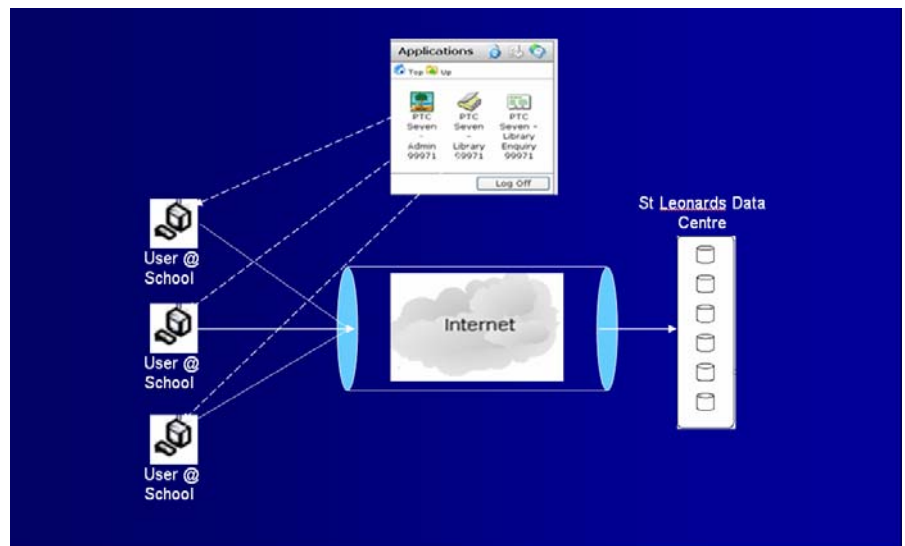 Applications
Top Up
PTC
Seven
-
Admin
99971
PTC
Seven
-
Library
99971
PTC
Seven -
Library
Enquiry
99971
Log Off
St Leonards Data
Centre
User @
School
Internet
User @
School
User @
School